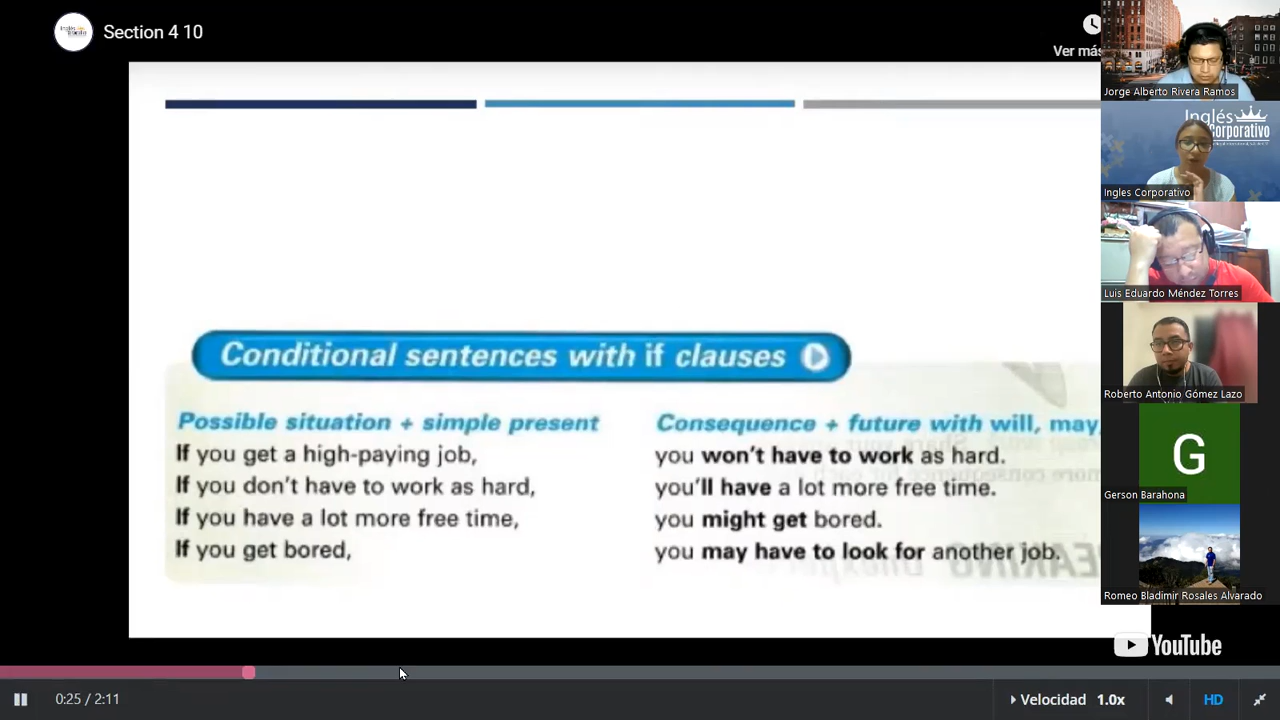 Section 4 10
Ver más
Conditional sentences with if clauses
Possible situation + simple present
If you get a high-paying job,
If you don't have to work as hard,
If you have a lot more free time,
If you get bored,
Consequence + future with will, may,
you won't have to work as hard.
you'll have a lot more free time.
you might get bored.
you may have to look for another job.
Jorge Alberto Rivera Ramos
Inglés
Corporativo
Ingles Corporativo
Luis Eduardo Méndez Torres
Roberto Antonio Gómez Lazo
G
Gerson Barahona
Romeo Bladimir Rosales Alvarado
YouTube
0:25 / 2:11
Velocidad 1.0x
HD